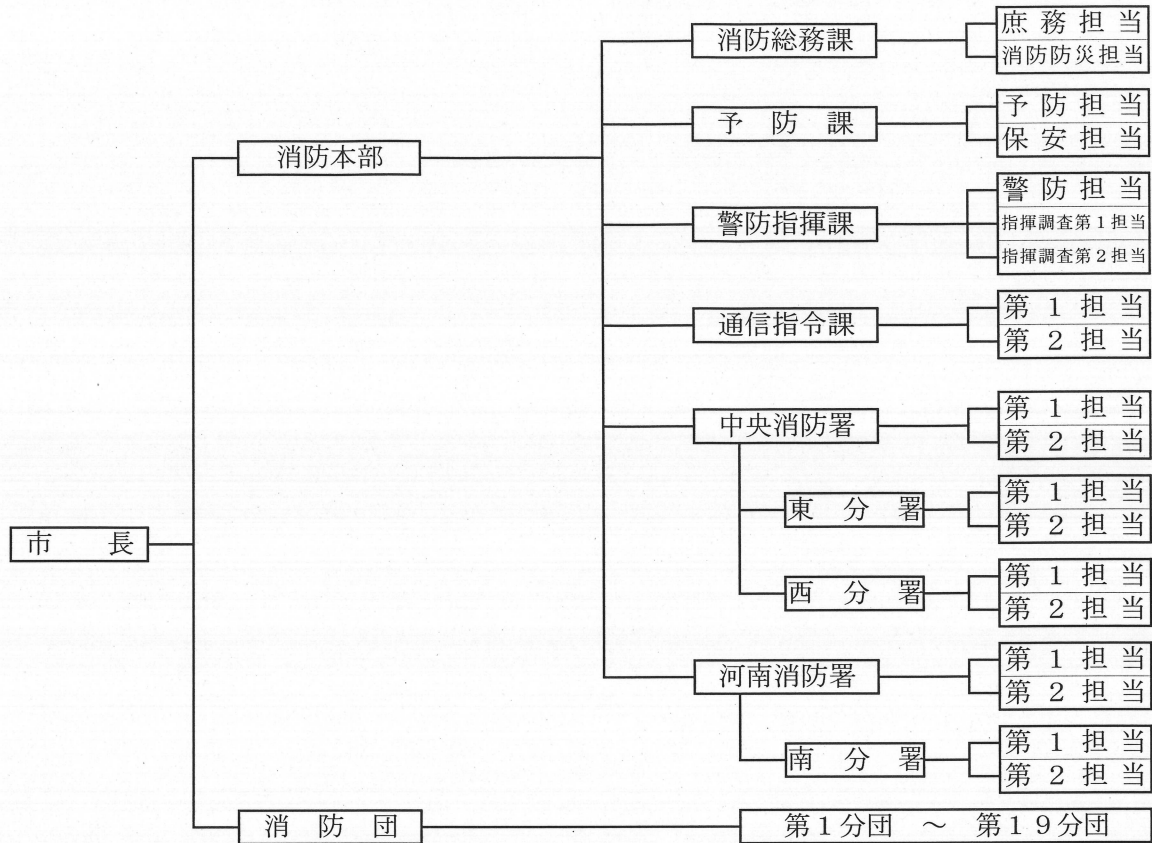 消防総務課
庶務担当
消防防災担当
予防課
予防担当
保安担当
消防本部
警防指揮課
警防担当
指揮調査第1担当
指揮調査第2担当
通信指令課
第1担当
第2担当
中央消防署
第1担当
第2担当
東分署
第1担当
第2担当
市長
西分署
第1担当
第2担当
河南消防署
第1担当
第2担当
南分署
第1担当
第2担当
消防団
第1分団 ～ 第19分団